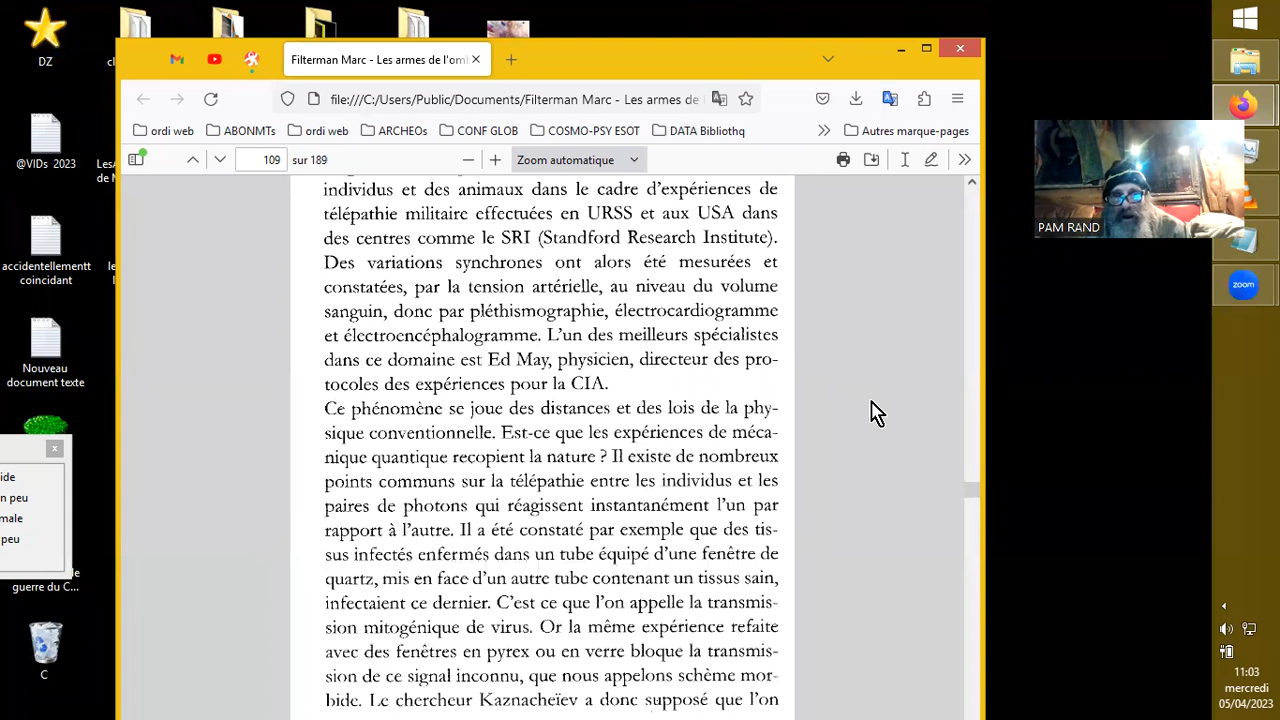 DZ
@VIDs 2023
accidentellementt
coincidant
Nouveau
document texte
guerre du C...
C
Filterman Marc - Les armes de l'oml
file:///C:/Users/Public/Documents/Filterman Marc - Les armes de
ordi web
ABONMTs
ordi web
ARCHEOs
CONF GLOB
COSMO-PSY ESOT
DATA Bibliothq
Autres marque-pages
109 sur 189
Zoom automatique
individus et des animaux dans le cadre d'expériences de
télépathie militaire effectuées en URSS et aux USA dans
des centres comme le SRI (Standford Research Institute).
Des variations synchrones ont alors été mesurées et
constatées, par la tension artérielle, au niveau du volume
sanguin, donc par pléthismographie, électrocardiogramme
et électroencéphalogramme. L'un des meilleurs spécialistes
dans ce domaine est Ed May, physicien, directeur des pro-
tocoles des expériences pour la CIA.
Ce phénomène se joue des distances et des lois de la phy-
sique conventionnelle. Est-ce que les expériences de méca-
nique quantique recopient la nature ? Il existe de nombreux
points communs sur la télépathie entre les individus et les
paires de photons qui réagissent instantanément l'un par
rapport à l'autre. Il a été constaté par exemple que des tis-
sus infectés enfermés dans un tube équipé d'une fenêtre de
quartz, mis en face d'un autre tube contenant un tissus sain,
infectaient ce dernier. C'est ce que l'on appelle la transmis-
sion mitogénique de virus. Or la même expérience refaite
avec des fenêtres en pyrex ou en verre bloque la transmis-
sion de ce signal inconnu, que nous appelons schème mor-
bide. Le chercheur Kaznacheïev a donc supposé que l'on
PAM RAND
zoom
11:03
mercredi
05/04/2023